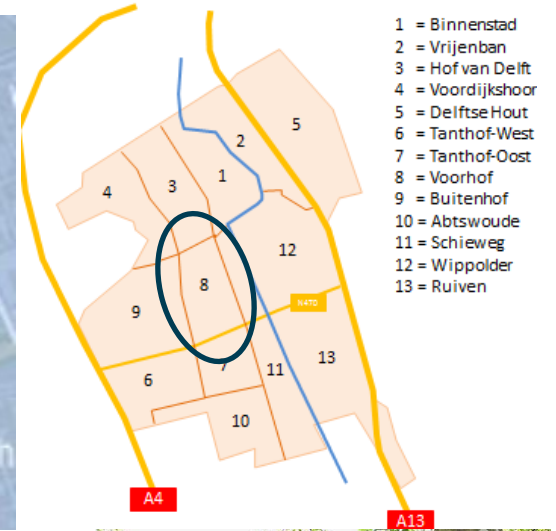 1 = Binnenstad
2 = Vrijenban
3 = Hof van Delft
4 = Voordijkshoor
5 = Delftse Hout
6 = Tanthof-West
7 = Tanthof-Oost
8 = Voorhof
9 = Buitenhof
10 = Abtswoude
11 = Schieweg
12 = Wippolder
13 = Ruiven
5
2
1
3
4
12
8
N470
9
13
7
11
6
10
A4
A13